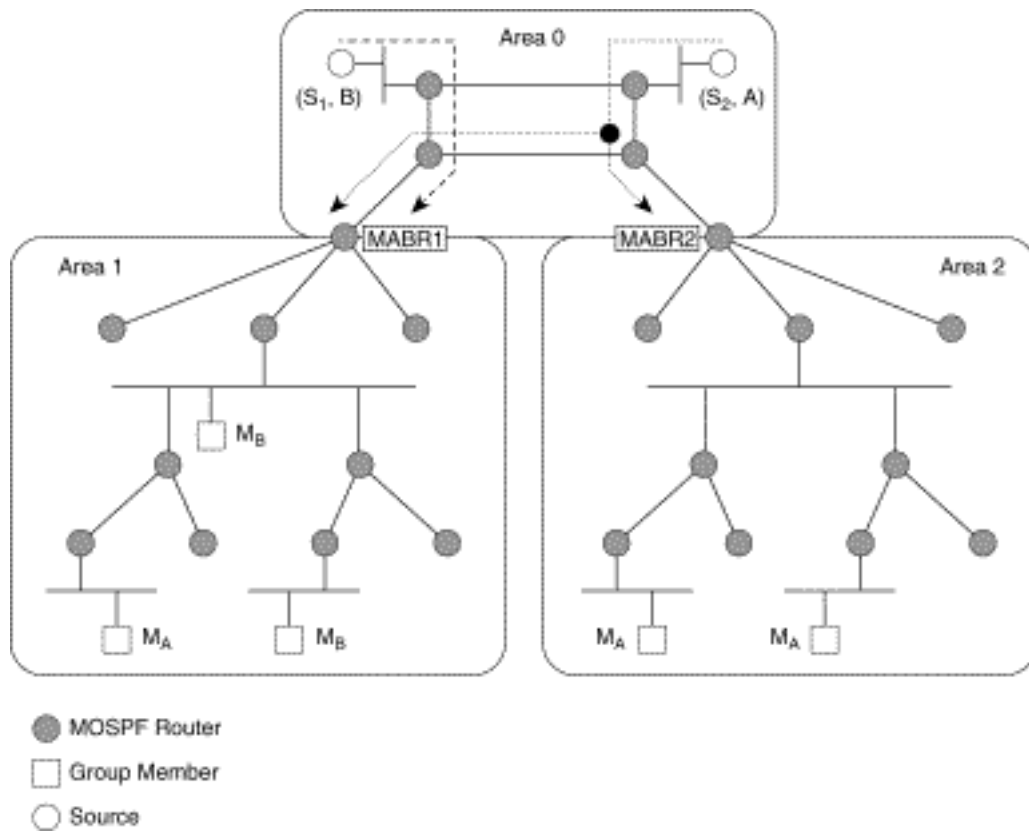 Area 0
(S1, B)
(S2, A)
MABR1
MABR2
Area 1
Area 2
MB
MA
MB
MA
MA
MOSPF Router
Group Member
Source